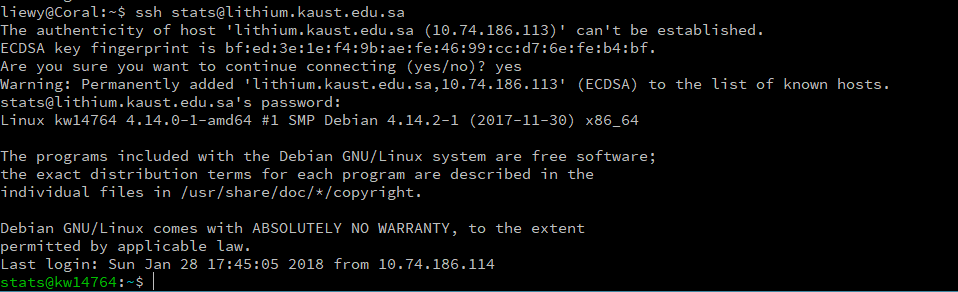 liewy@Coral:~$ ssh stats@lithium.kaust.edu.sa
The authenticity of host 'lithium.kaust.edu.sa (10.74.186.113)' can't be established.
ECDSA key fingerprint is bf:ed:3e:1e:f4:9b:ae:fe:46:99:cc:d7:6e:fe:b4:bf.
Are you sure you want to continue connecting (yes/no)? yes
Warning: Permanently added 'lithium.kaust.edu.sa,10.74.186.113' (ECDSA) to the list of known hosts.
stats@lithium.kaust.edu.sa's password:
Linux kw14764 4.14.0-1-amd64 #1 SMP Debian 4.14.2-1 (2017-11-30) x86_64

The programs included with the Debian GNU/Linux system are free software;
the exact distribution terms for each program are described in the
individual files in /usr/share/doc/*/copyright.

Debian GNU/Linux comes with ABSOLUTELY NO WARRANTY, to the extent
permitted by applicable law.
Last login: Sun Jan 28 17:45:05 2018 from 10.74.186.114
stats@kw14764:~$